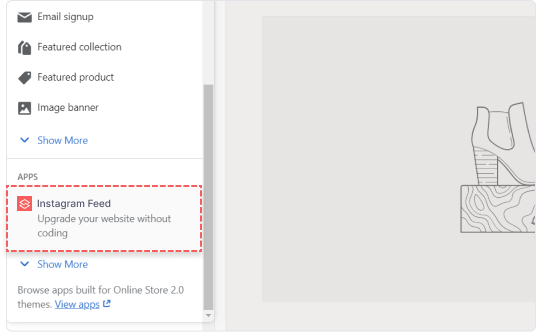 Email signup
Featured collection
Featured product
Image banner
Show More
APPS
Instagram Feed
Upgrade your website without
coding
Show More
Browse apps built for Online Store 2.0
themes. View apps